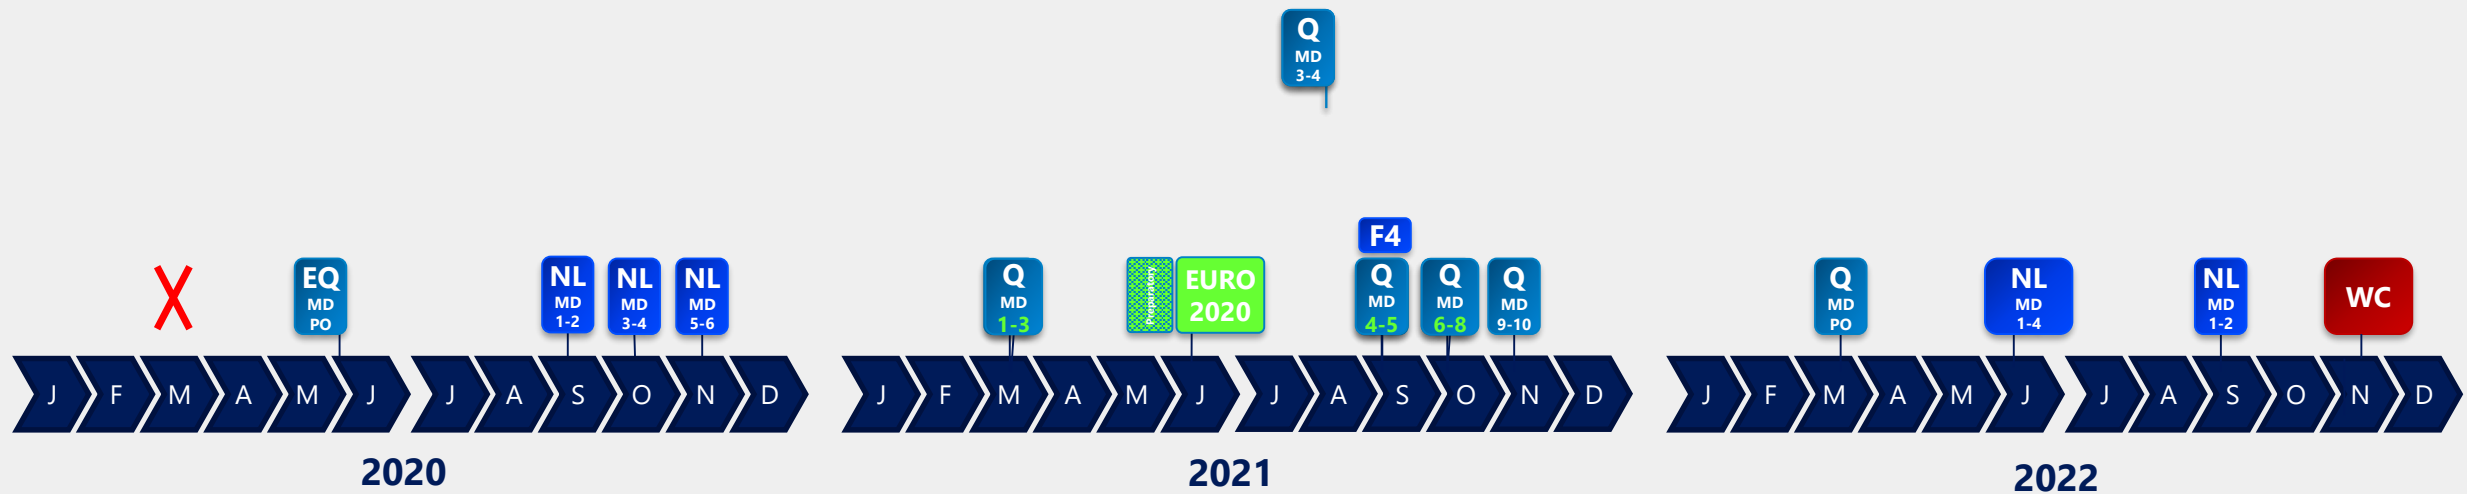 Q
MD
3-4
F4
EQ
MD
PO
NL
MD
1-2
NL
MD
3-4
NL
MD
5-6
Q
MD
1-3
Preparatory
EURO
2020
Q
MD
4-5
Q
MD
6-8
Q
MD
9-10
Q
MD
PO
NL
MD
1-4
NL
MD
1-2
WC
J F M A M J J A S O N D
J F M A M J J A S O N D
J F M A M J J A S O N D
2020
2021
2022